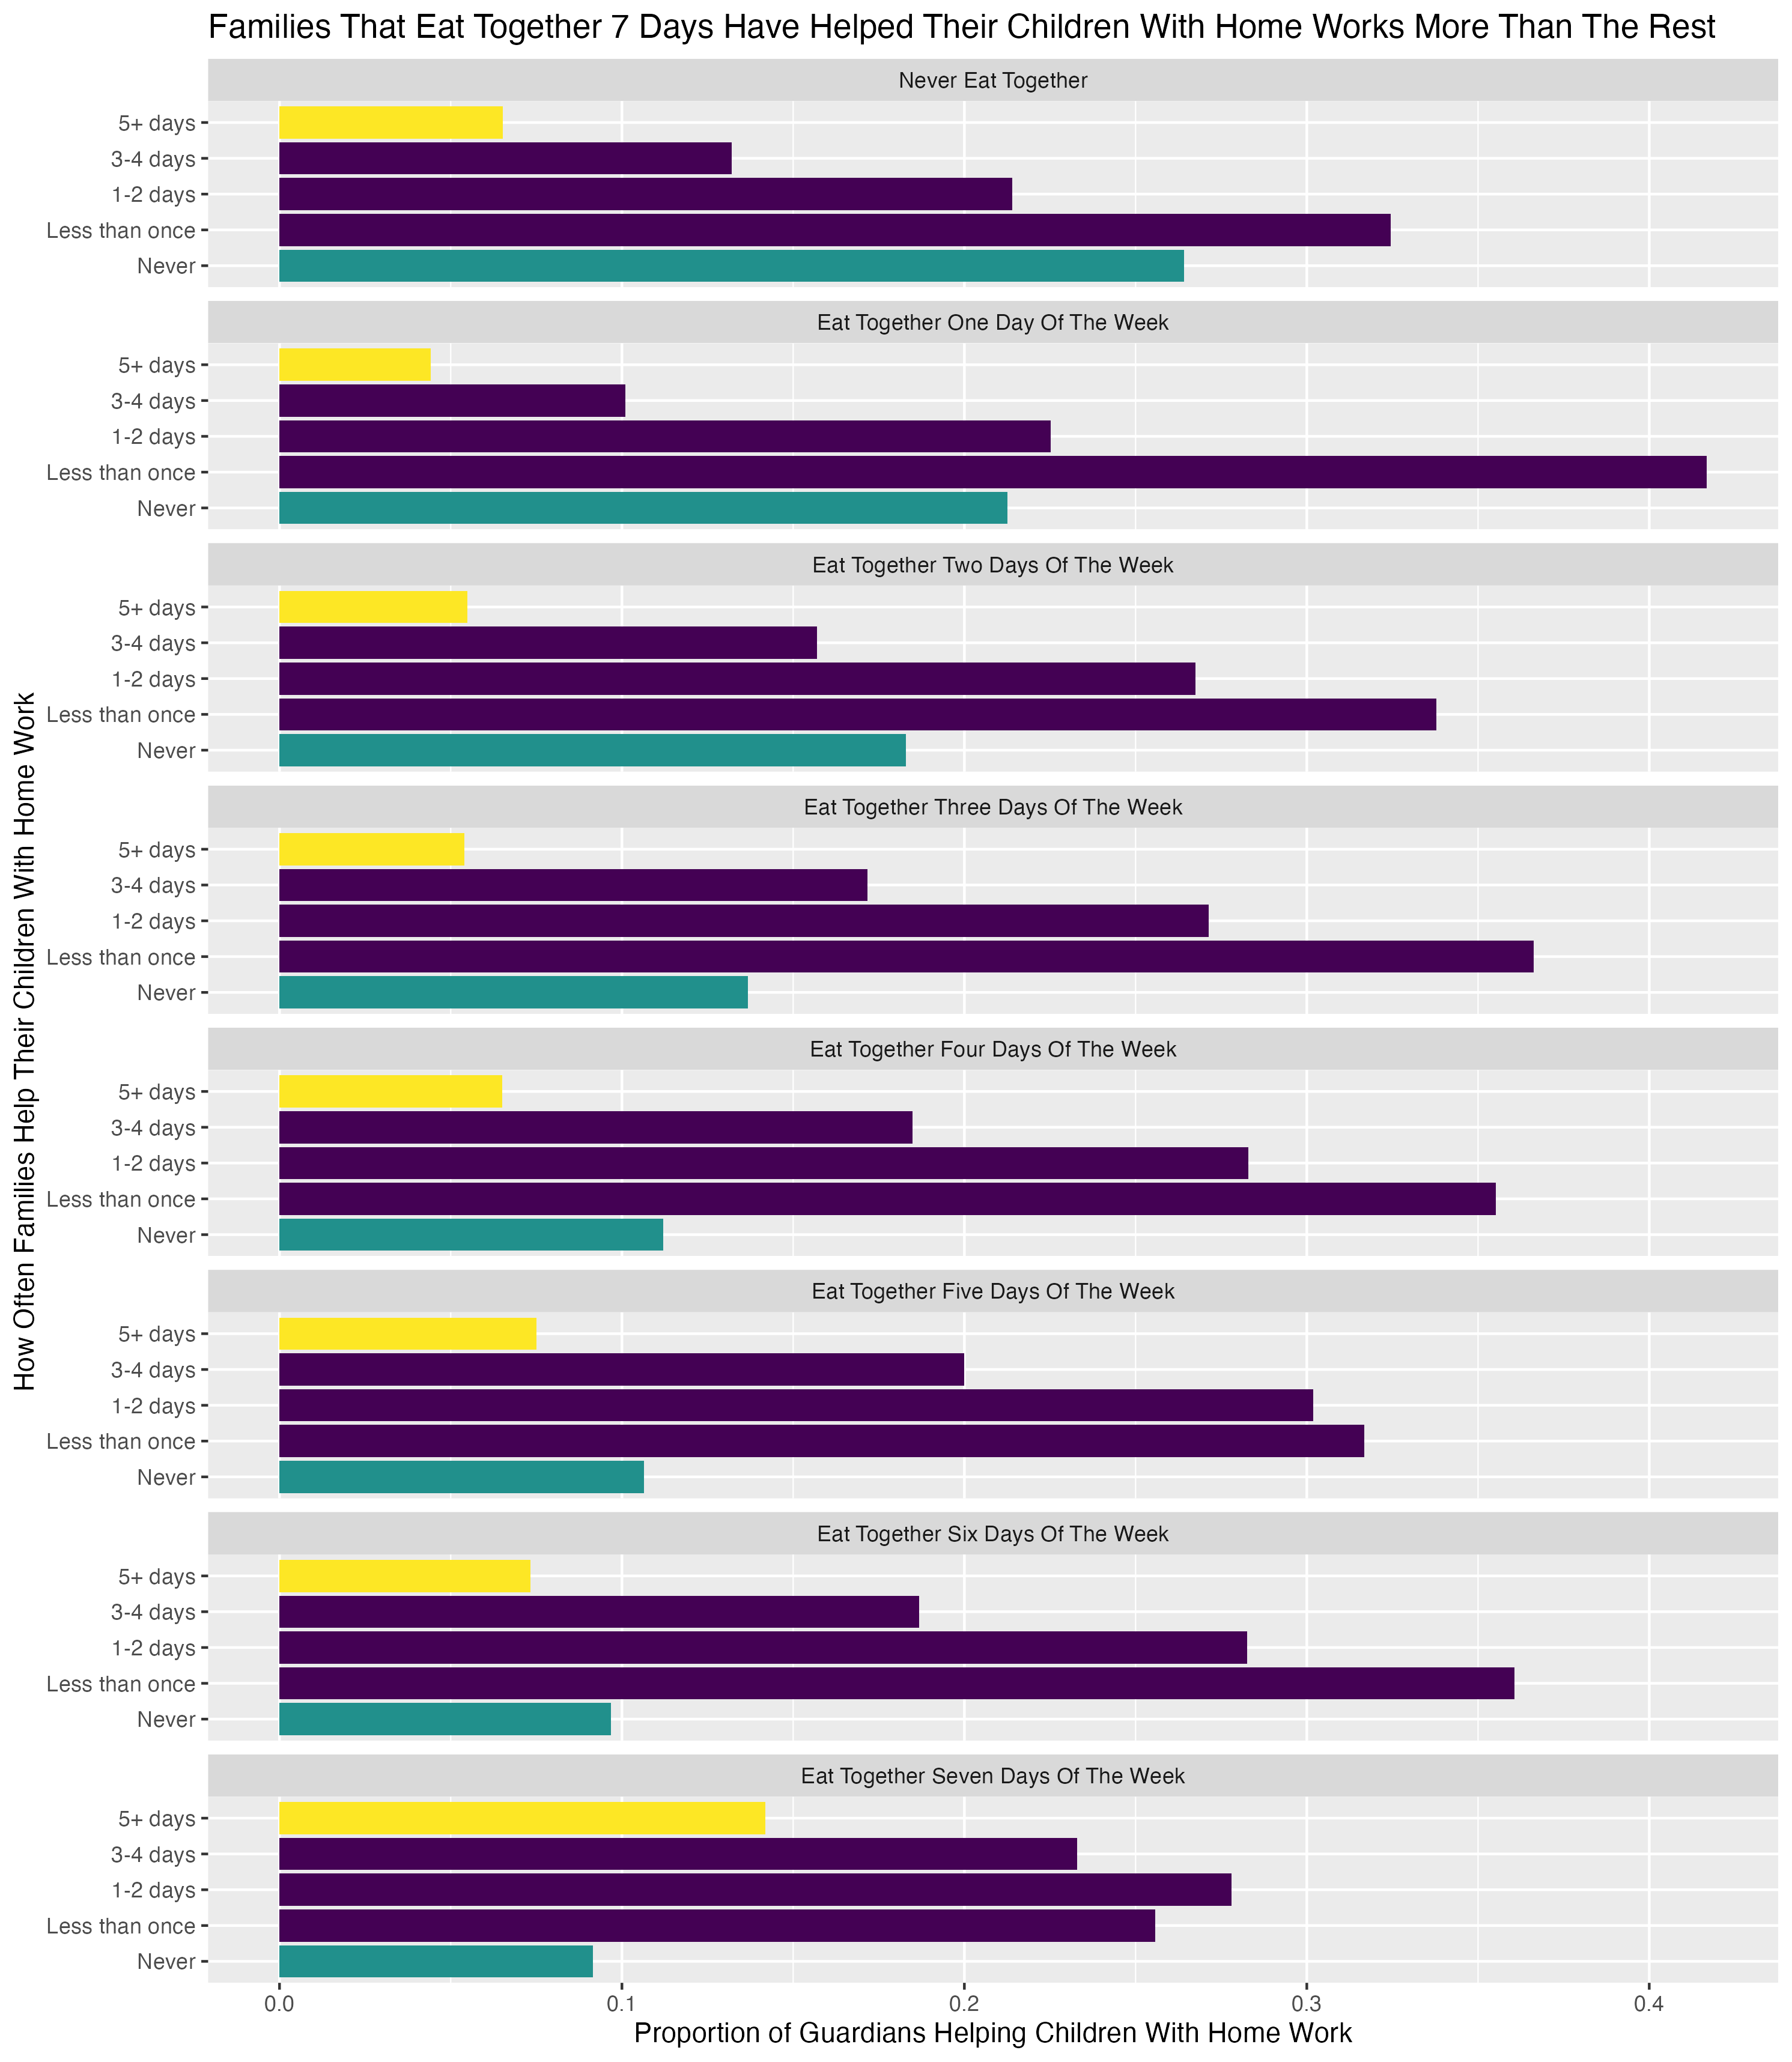 Families That Eat Together 7 Days Have Helped Their Children With Home Works More Than The Rest
How Often Families Help Their Children With Home Work
Never Eat Together
5+ days
3-4 days
1-2 days
Less than once
Never
Eat Together One Day Of The Week
5+ days
3-4 days
1-2 days
Less than once
Never
Eat Together Two Days Of The Week
5+ days
3-4 days
1-2 days
Less than once
Never
Eat Together Three Days Of The Week
5+ days
3-4 days
1-2 days
Less than once
Never
Eat Together Four Days Of The Week
5+ days
3-4 days
1-2 days
Less than once
Never
Eat Together Five Days Of The Week
5+ days
3-4 days
1-2 days
Less than once
Never
Eat Together Six Days Of The Week
5+ days
3-4 days
1-2 days
Less than once
Never
Eat Together Seven Days Of The Week
5+ days
3-4 days
1-2 days
Less than once
Never
0.0 0.1 0.2 0.3 0.4
Proportion of Guardians Helping Children With Home Work